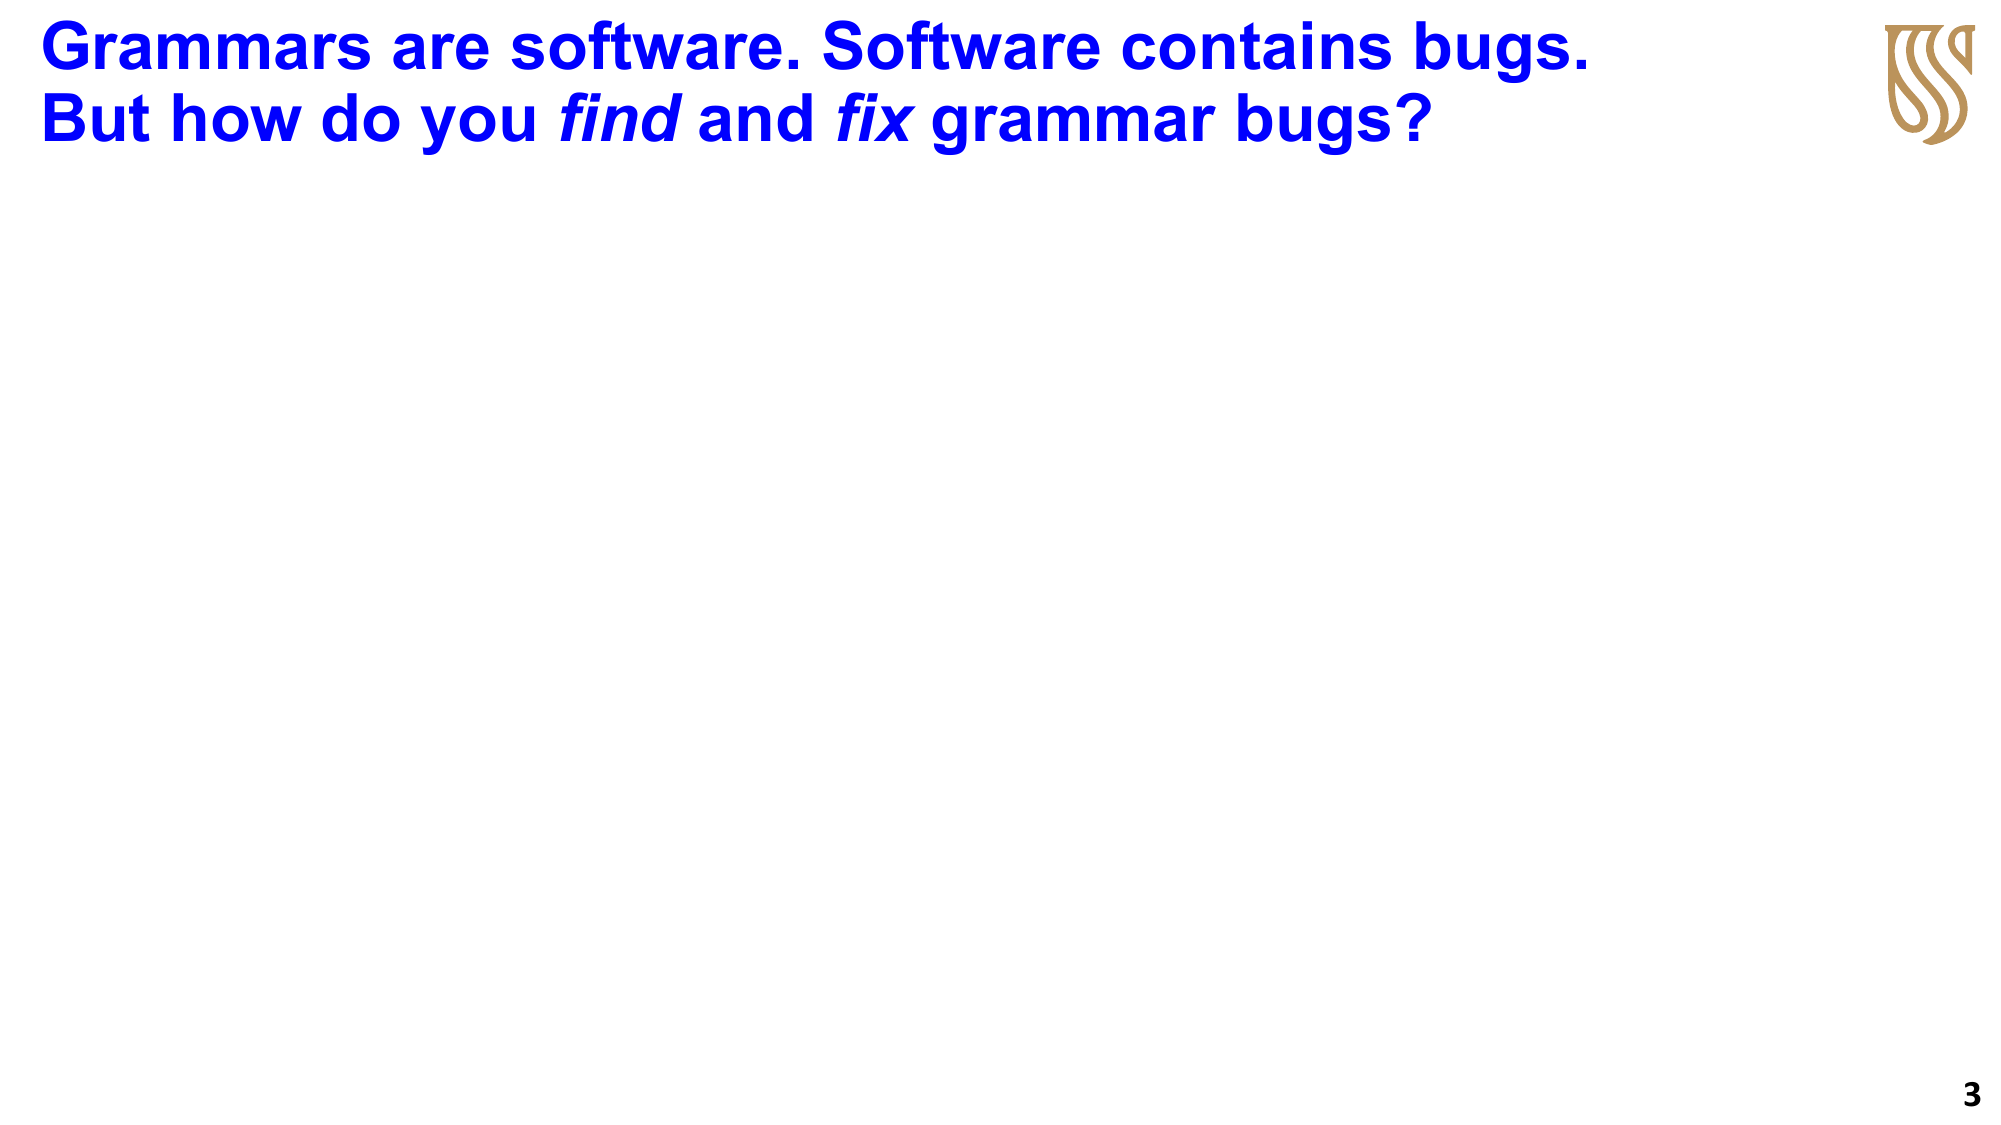 Grammars are software. Software contains bugs.
But how do you find and fix grammar bugs?
3